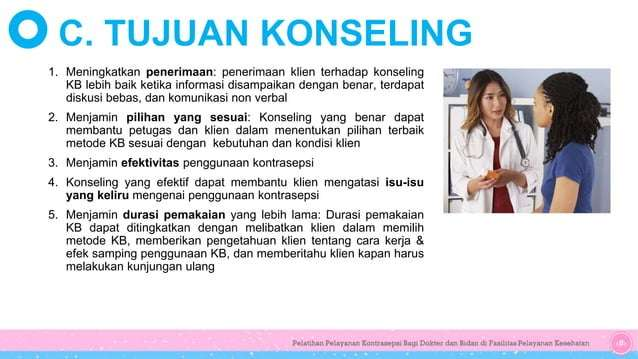 C. TUJUAN KONSELING
1. Meningkatkan penerimaan: penerimaan klien terhadap konseling
KB lebih baik ketika informasi disampaikan dengan benar, terdapat
diskusi bebas, dan komunikasi non verbal
2. Menjamin pilihan yang sesuai: Konseling yang benar dapat
membantu petugas dan klien dalam menentukan pilihan terbaik
metode KB sesuai dengan kebutuhan dan kondisi klien
3. Menjamin efektivitas penggunaan kontrasepsi
4. Konseling yang efektif dapat membantu klien mengatasi isu-isu
yang keliru mengenai penggunaan kontrasepsi
5. Menjamin durasi pemakaian yang lebih lama: Durasi pemakaian
KB dapat ditingkatkan dengan melibatkan klien dalam memilih
metode KB, memberikan pengetahuan klien tentang cara kerja &
efek samping penggunaan KB, dan memberitahu klien kapan harus
melakukan kunjungan ulang
Pelatihan Pelayanan Kontrasepsi Bagi Dokter dan Bidan di Fasilitas Pelayanan Kesehatan